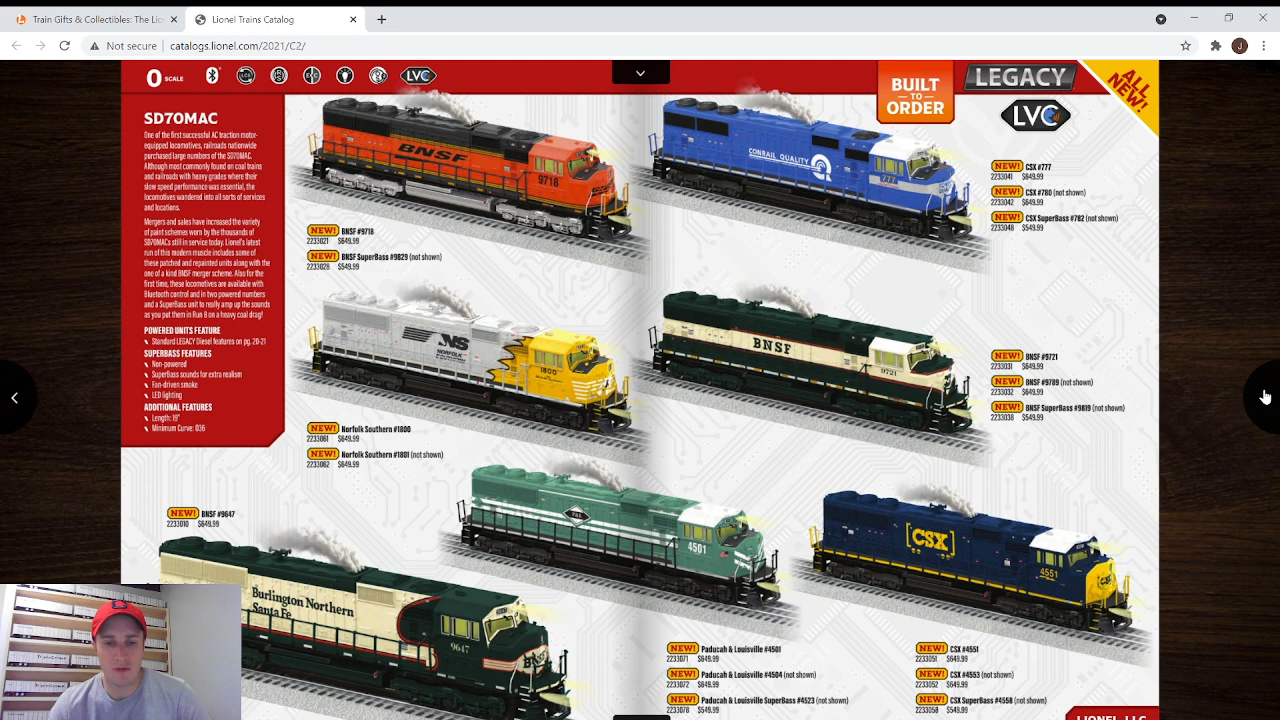 Train Gifts & Collectibles: The Lio
Lionel Trains Catalog
Not secure
catalogs.lionel.com/2021/C2/
J
O SCALE
LCS
LVC
BUILT
TO
ORDER
LEGACY
LVC
ALL
NEW!
SD70MAC
One of the first successful AC traction motor-
equipped locomotives, railroads nationwide
purchased large numbers of the SD70MAC.
Although most commonly found on coal trains
and railroads with heavy grades where their
slow speed performance was essential, the
locomotives wandered into all sorts of services
and locations.
Mergers and sales have increased the variety
of paint schemes worn by the thousands of
SD70MACs still in service today. Lionel's latest
run of this modern muscle includes some of
these patched and repainted units along with the
one of a kind BNSF merger scheme. Also for the
first time, these locomotives are available with
Bluetooth control and in two powered numbers
and a SuperBass unit to really amp up the sounds
as you put them in Run 8 on a heavy coal drag!
POWERED UNITS FEATURE
Standard LEGACY Diesel features on pg. 20-21
SUPERBASS FEATURES
Non-powered
SuperBass sounds for extra realism
Fan-driven smoke
LED lighting
ADDITIONAL FEATURES
Length: 19"
Minimum Curve: O36
BNSF
9718
NEW! BNSF #9718
2233021 $649.99
NEW! BNSF SuperBass #9829 (not shown)
2233028 $549.99
CONRAIL QUALITY
777
NEW! CSX #777
2233041 $649.99
NEW! CSX #780 (not shown)
2233042 $649.99
NEW! CSX SuperBass #782 (not shown)
2233048 $549.99
NS
NORFOLK
SOUTHERN
1800
NEW! Norfolk Southern #1800
2233061 $649.99
NEW! Norfolk Southern #1801 (not shown)
2233062 $649.99
BNSF
9721
NEW! BNSF #9721
2233031 $649.99
NEW! BNSF #9789 (not shown)
2233032 $649.99
NEW! BNSF SuperBass #9819 (not shown)
2233038 $549.99
NEW! BNSF #9647
2233010 $649.99
Burlington Northern
Santa Fe
9647
P&L
4501
NEW! Paducah & Louisville #4501
2233071 $649.99
NEW! Paducah & Louisville #4504 (not shown)
2233072 $649.99
NEW! Paducah & Louisville SuperBass #4523 (not shown)
2233078 $549.99
CSX
4551
CSX
NEW! CSX #4551
2233051 $649.99
NEW! CSX #4553 (not shown)
2233052 $649.99
NEW! CSX SuperBass #4558 (not shown)
2233058 $549.99
LIONEL, LLC